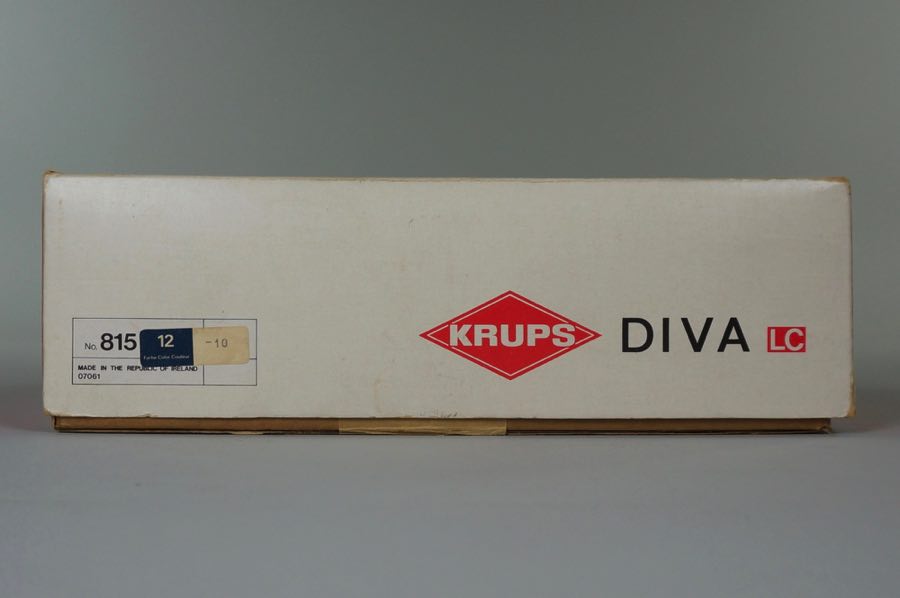 No. 815
12
Farbe Color Couleur
-10
MADE IN THE REPUBLIC OF IRELAND
07061
KRUPS
DIVA LC